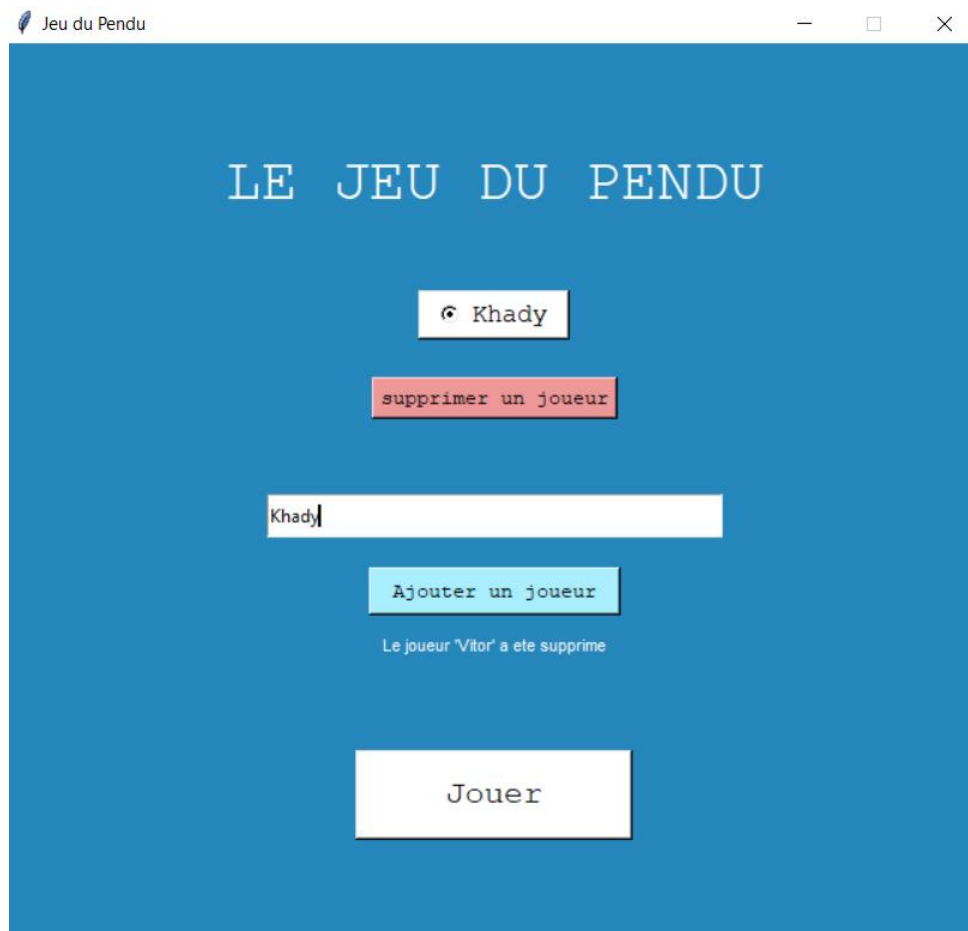 Jeu du Pendu
LE JEU DU PENDU
Khady
supprimer un joueur
Khady
Ajouter un joueur
Le joueur 'Vitor' a ete supprime
Jouer